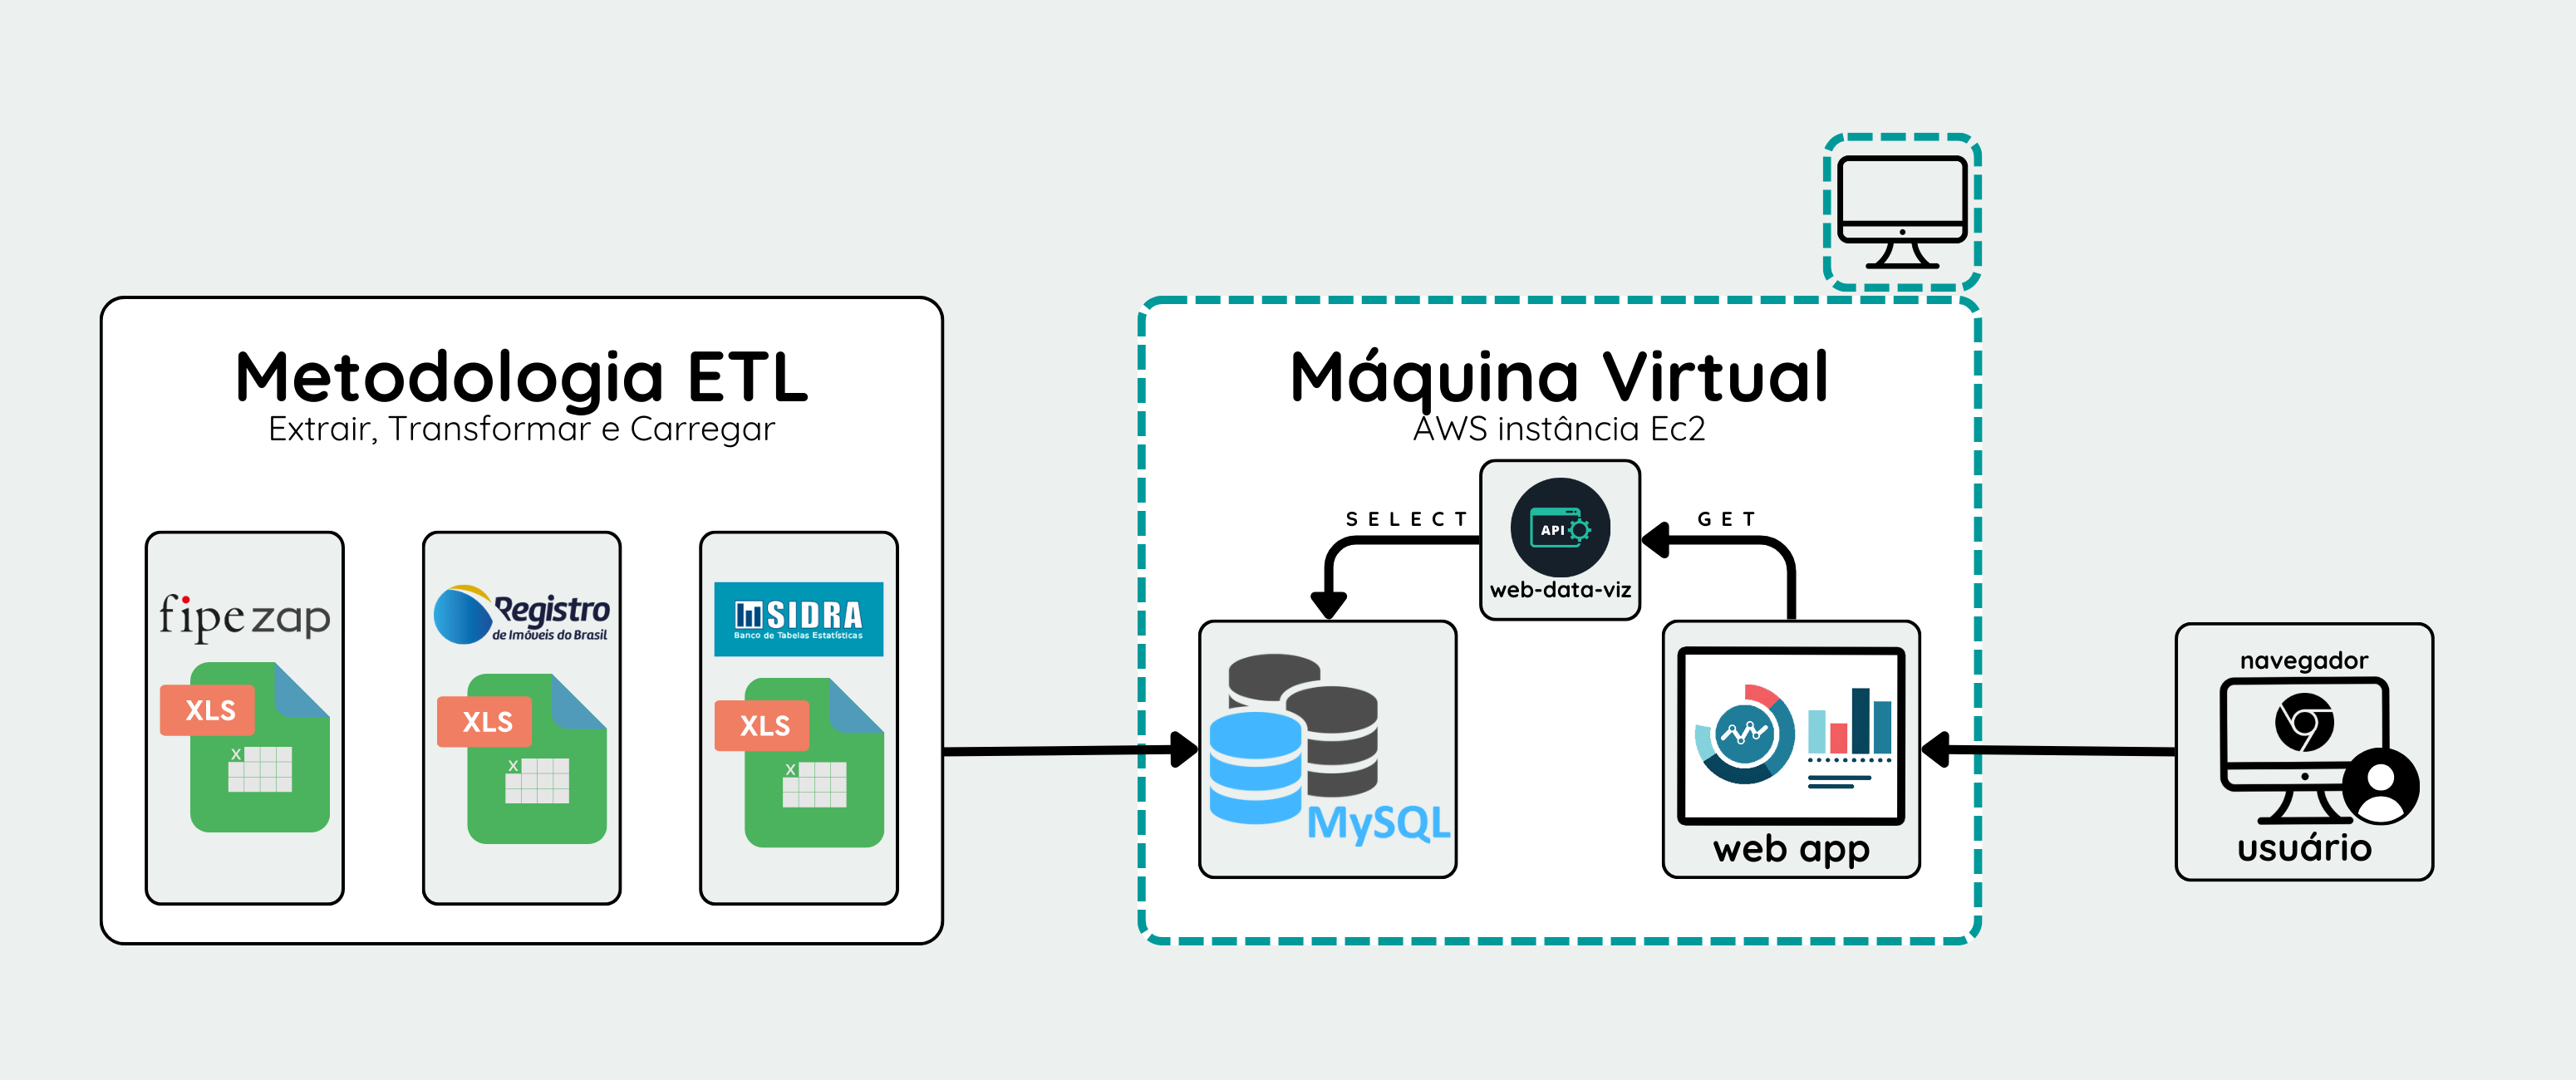 Metodologia ETL
Extrair, Transformar e Carregar
fipezap
XLS
X
Registro
de Imóveis do Brasil
XLS
X
SIDRA
Banco de Tabelas Estatísticas
XLS
X
Máquina Virtual
AWS instância Ec2
SELECT
API
web-data-viz
GET
MySQL
web app
navegador
usuário